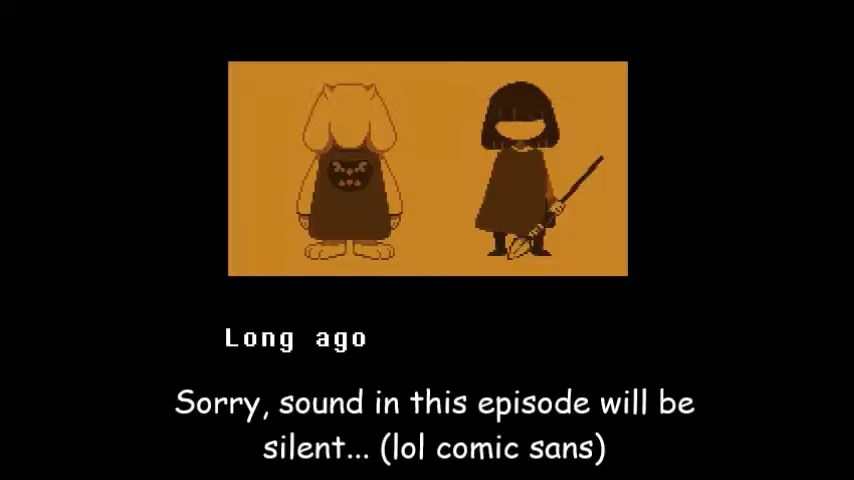 Long ago
Sorry, sound in this episode will be
silent... (lol comic sans)